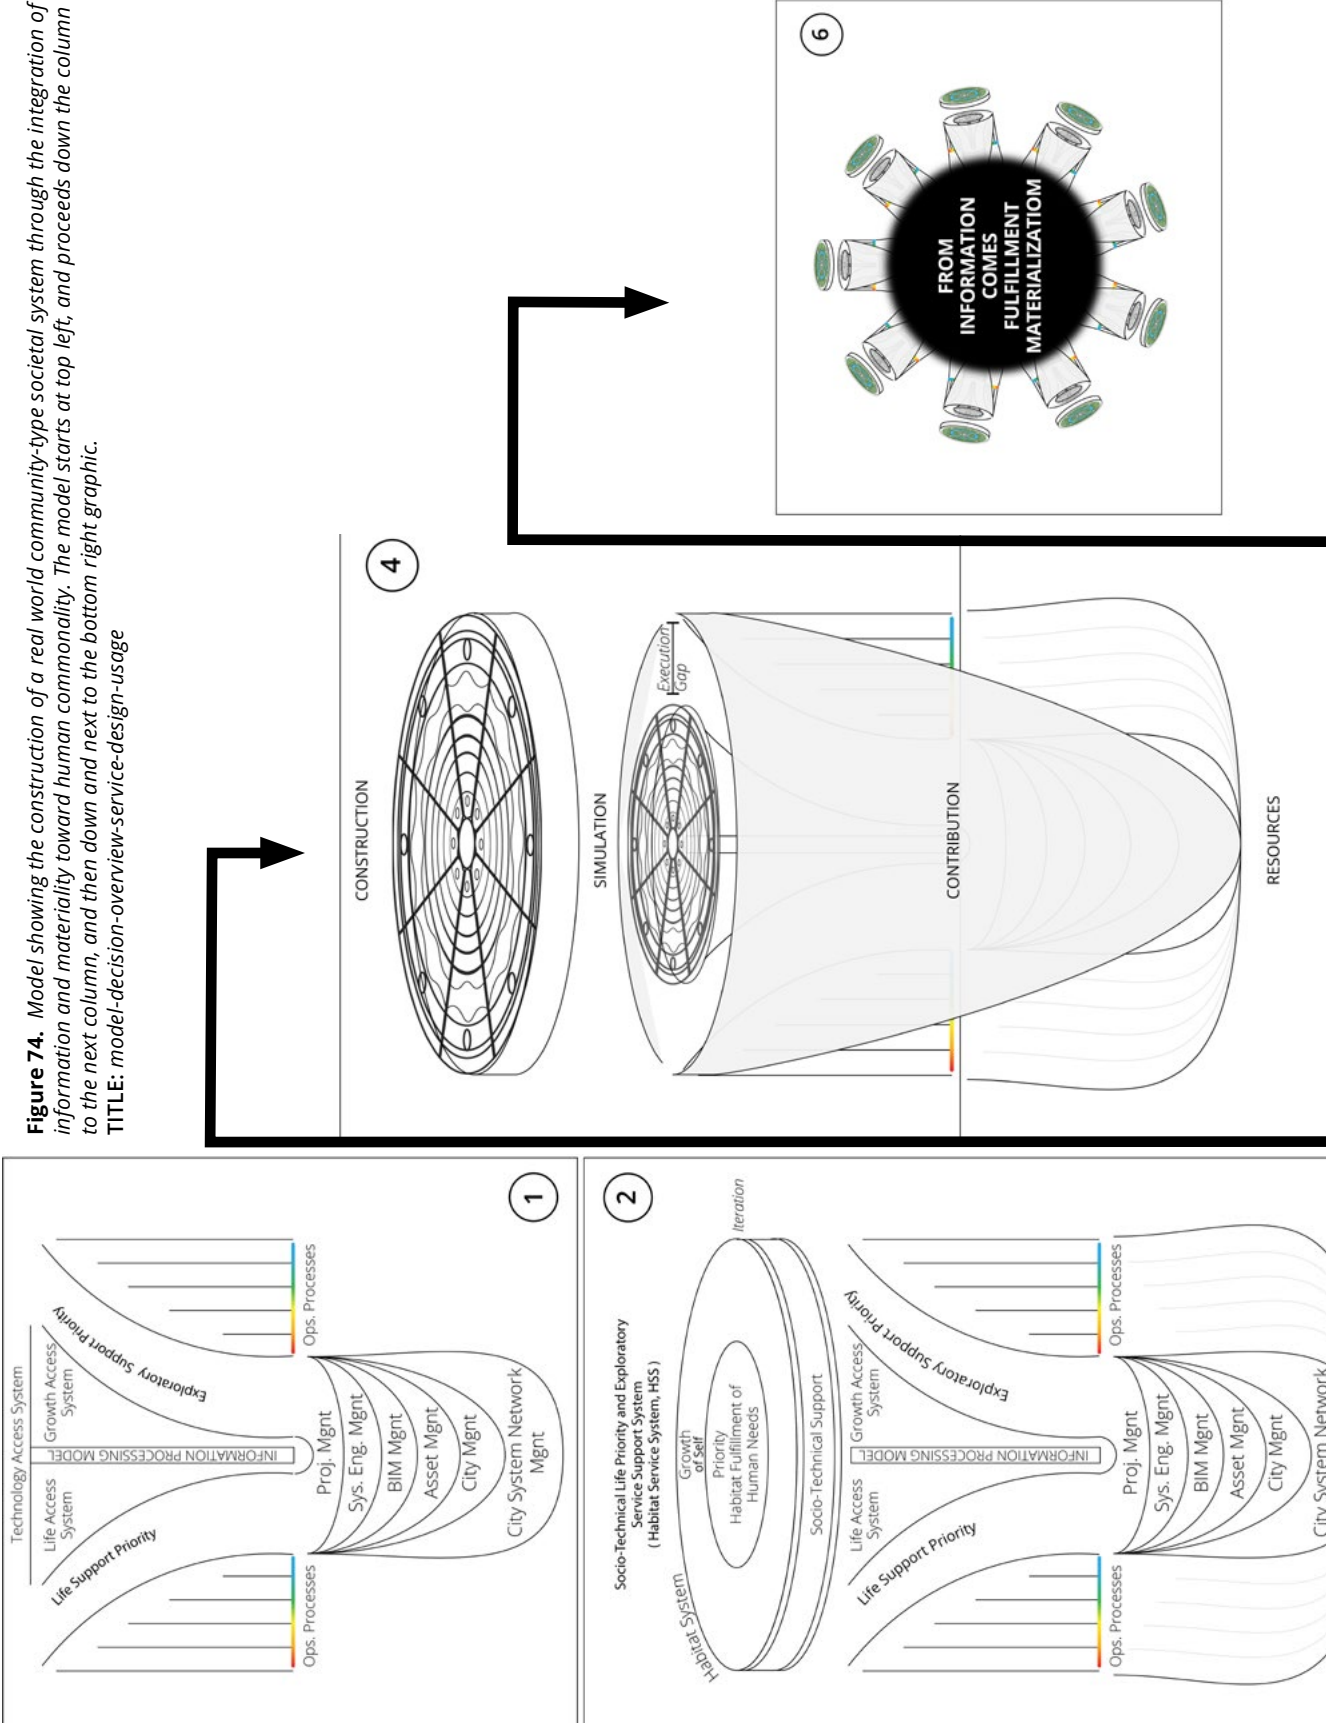 Figure 74. Model showing the construction of a real world community-type societal system through the integration of
information and materiality toward human commonality. The model starts at top left, and proceeds down the column
to the next column, and then down and next to the bottom right graphic.
TITLE: model-decision-overview-service-design-usage
Technology Access System
Life Access
System
Growth Access
System
INFORMATION PROCESSING MODEL
Life Support Priority
Exploratory Support Priority
Ops. Processes
Ops. Processes
Proj. Mgnt
Sys. Eng. Mgnt
BIM Mgnt
Asset Mgnt
City Mgnt
City System Network
Mgnt
1
2
Socio-Technical Life Priority and Exploratory
Service Support System
( Habitat Service System, HSS)
Habitat System
Iteration
Growth
of Self
Priority
Habitat Fulfillment of
Human Needs
Socio-Technical Support
Life Access
System
Growth Access
System
INFORMATION PROCESSING MODEL
Life Support Priority
Exploratory Support Priority
Ops. Processes
Ops. Processes
Proj. Mgnt
Sys. Eng. Mgnt
BIM Mgnt
Asset Mgnt
City Mgnt
City System Network
4
CONSTRUCTION
SIMULATION
Execution
Gap
CONTRIBUTION
RESOURCES
6
FROM
INFORMATION
COMES
FULFILLMENT
MATERIALIZATIOM